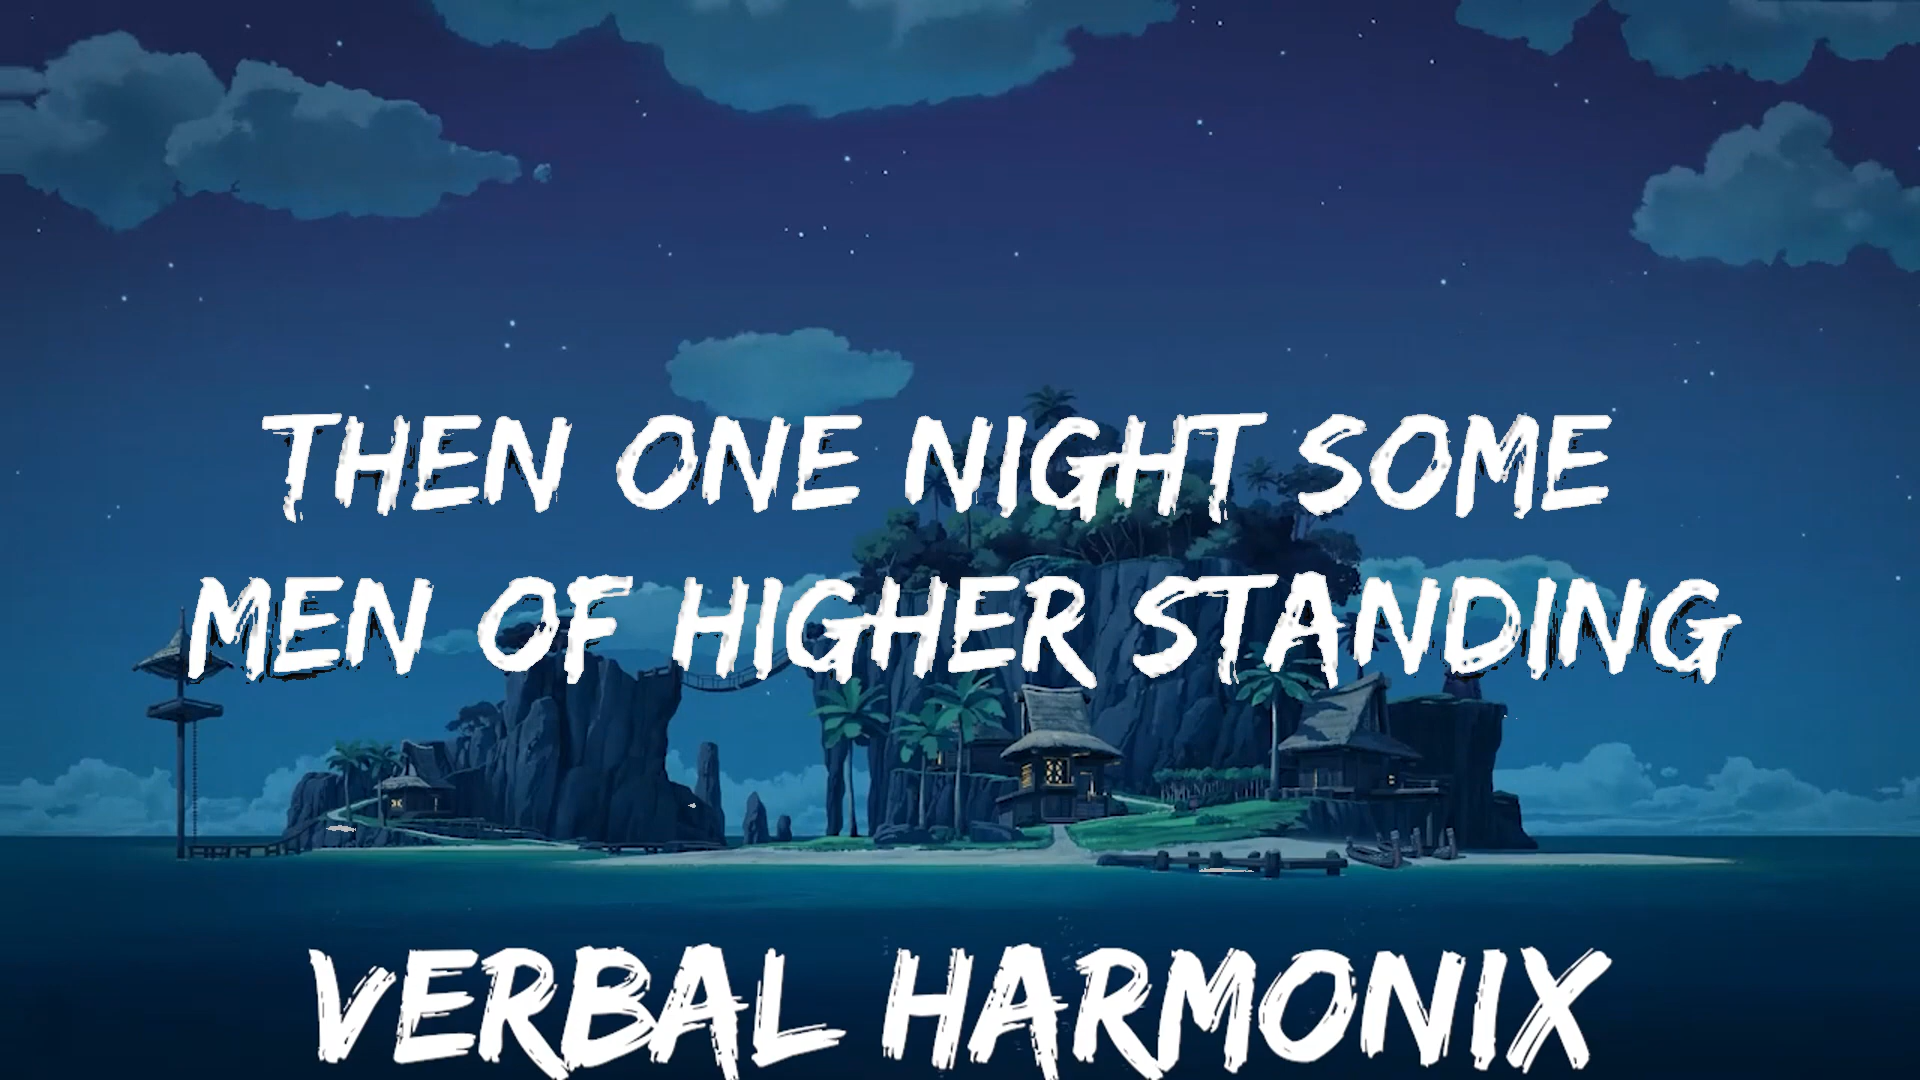 THEN ONE NIGHT SOME
MEN OF HIGHER STANDING
VERBAL HARMONIX